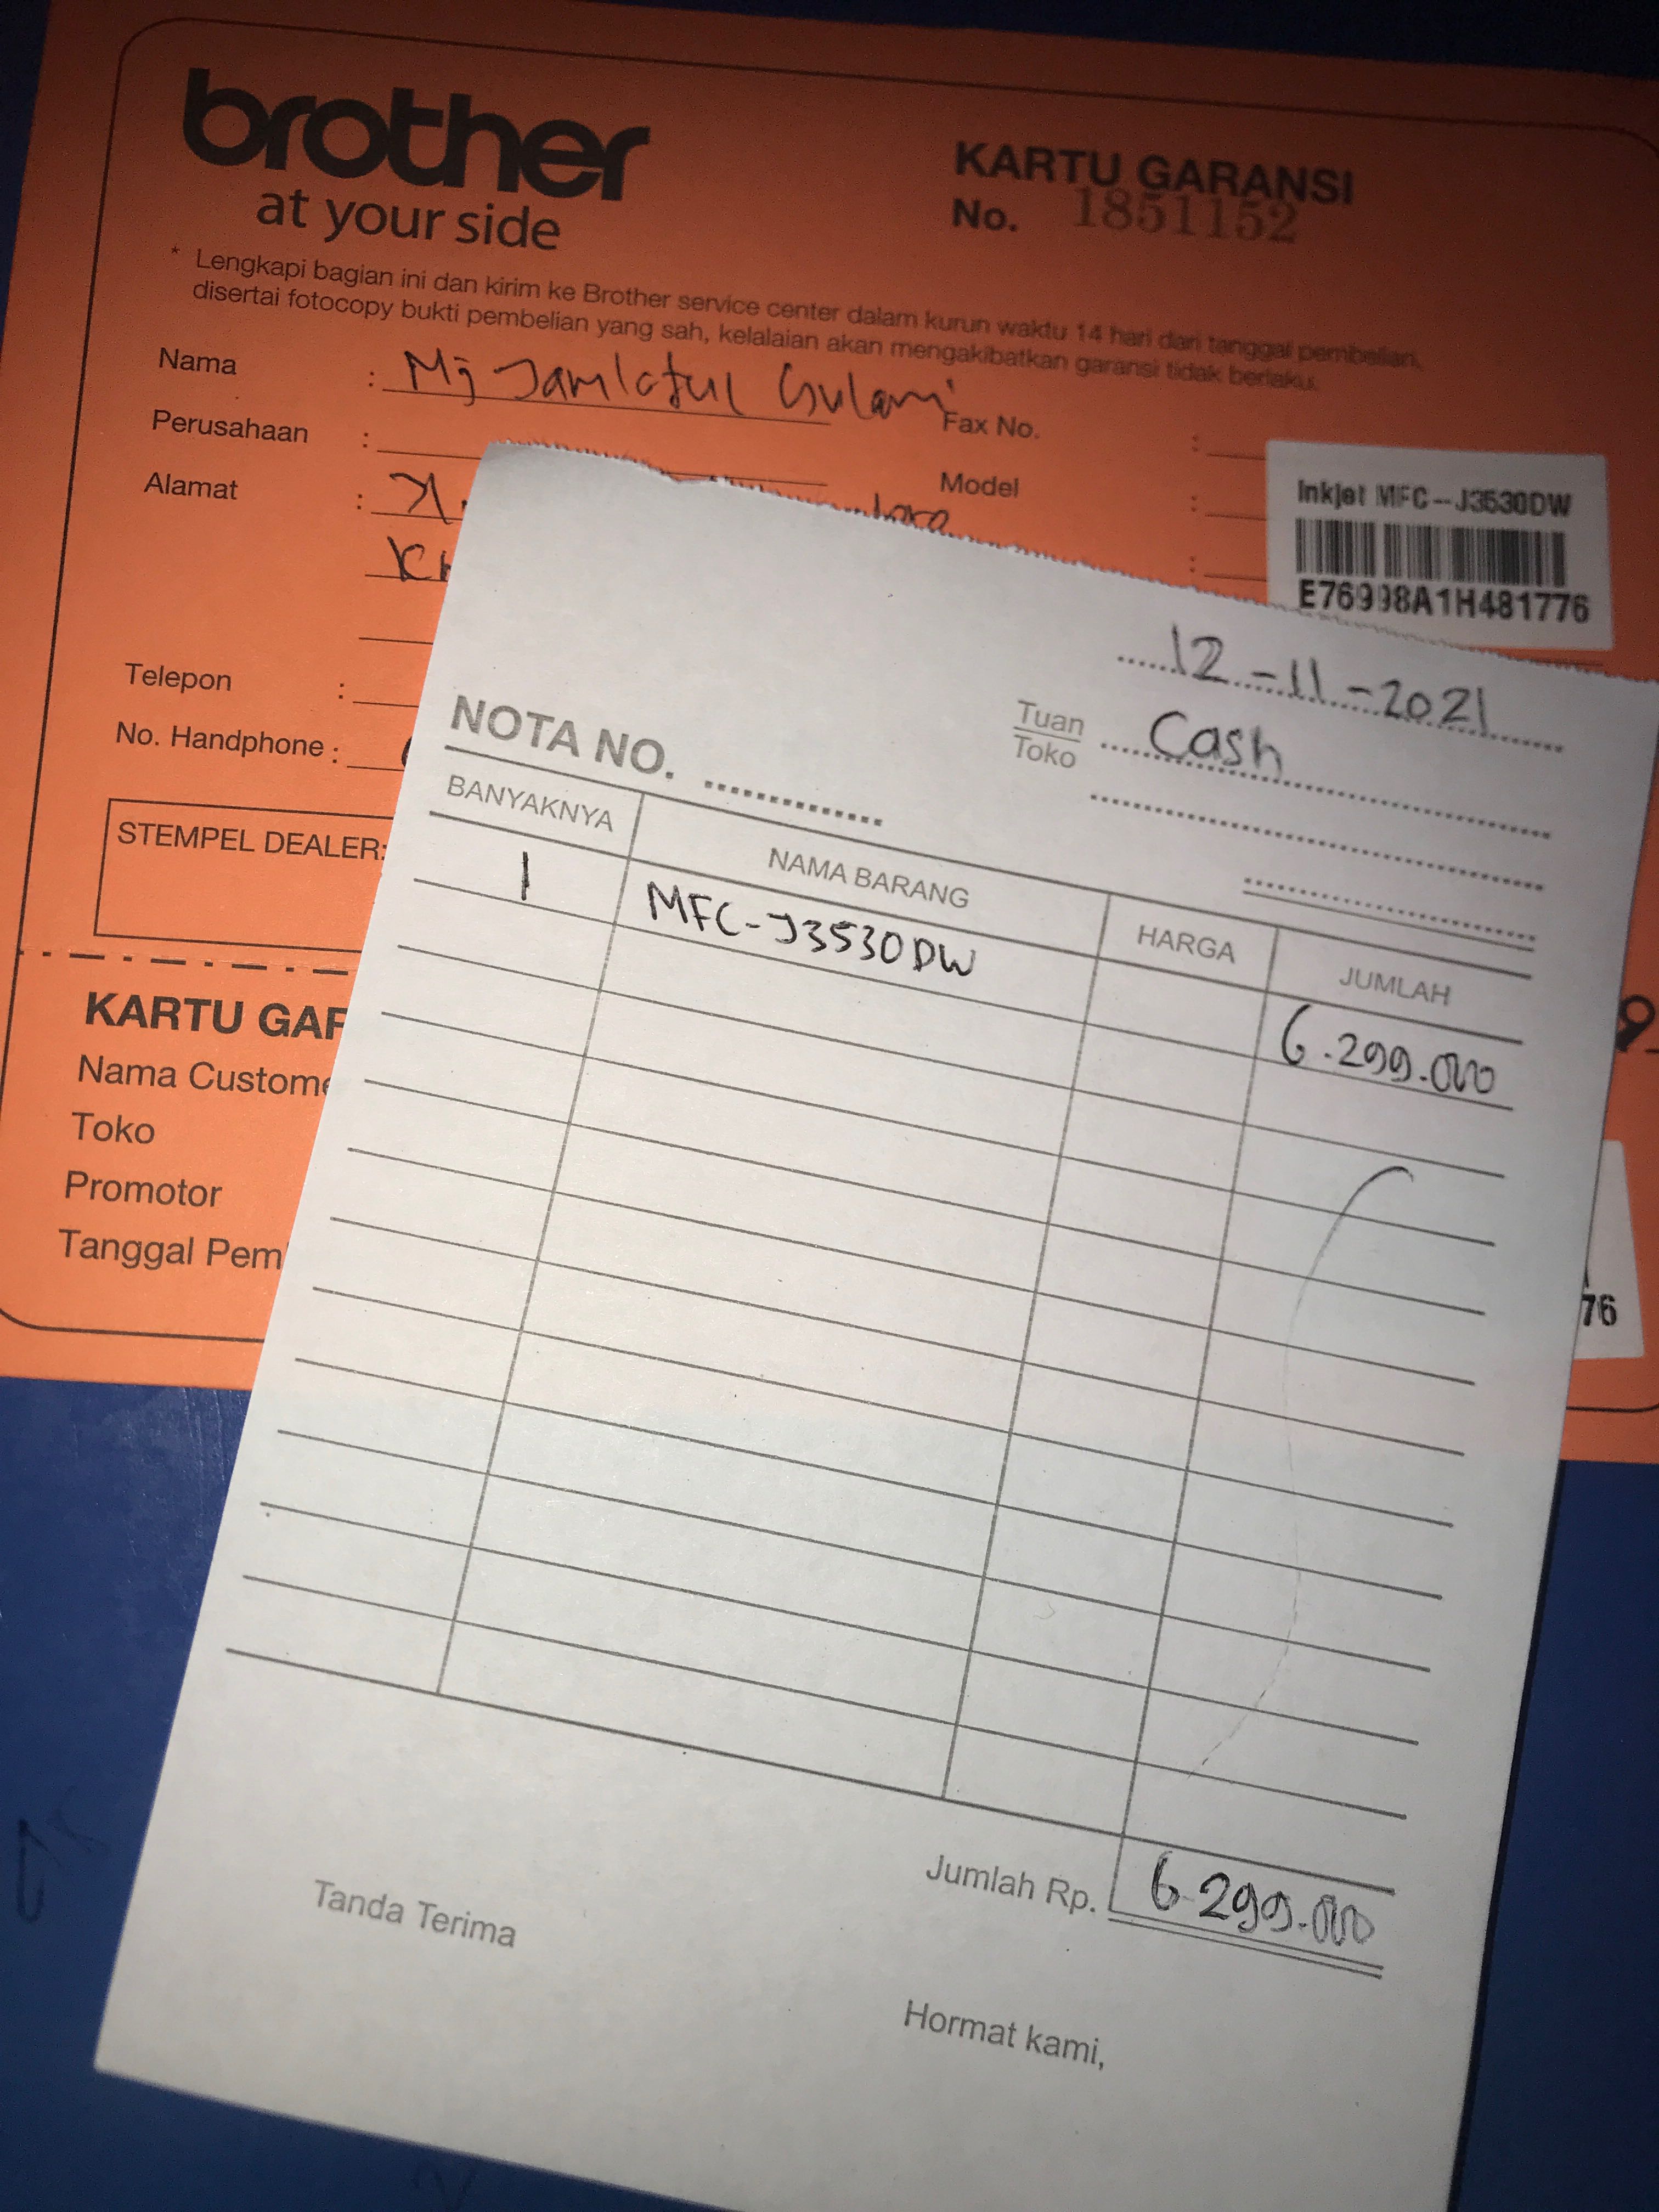 brother
at your side
KARTU GARANSI
No. 1851152
* Lengkapi bagian ini dan kirim ke Brother service center dalam kurun waktu 14 hari dari tanggal pembelian,
disertai fotocopy bukti pembelian yang sah, kelalaian akan mengakibatkan garansi tidak berlaku.
Nama :
Fax No. :
Perusahaan :
Model :
Inkjet MFC-J3530DW
E76998A1H481776
Alamat :
Telepon :
No. Handphone :
STEMPEL DEALER:
KARTU GAR
Nama Custome
Toko
Promotor
Tanggal Pem
76
12-11-2021
Tuan
Toko
Cash
NOTA NO.
BANYAKNYA NAMA BARANG HARGA JUMLAH
1 MFC-J3530DW 6.299.000
Jumlah Rp. 6.299.000
Tanda Terima
Hormat kami,